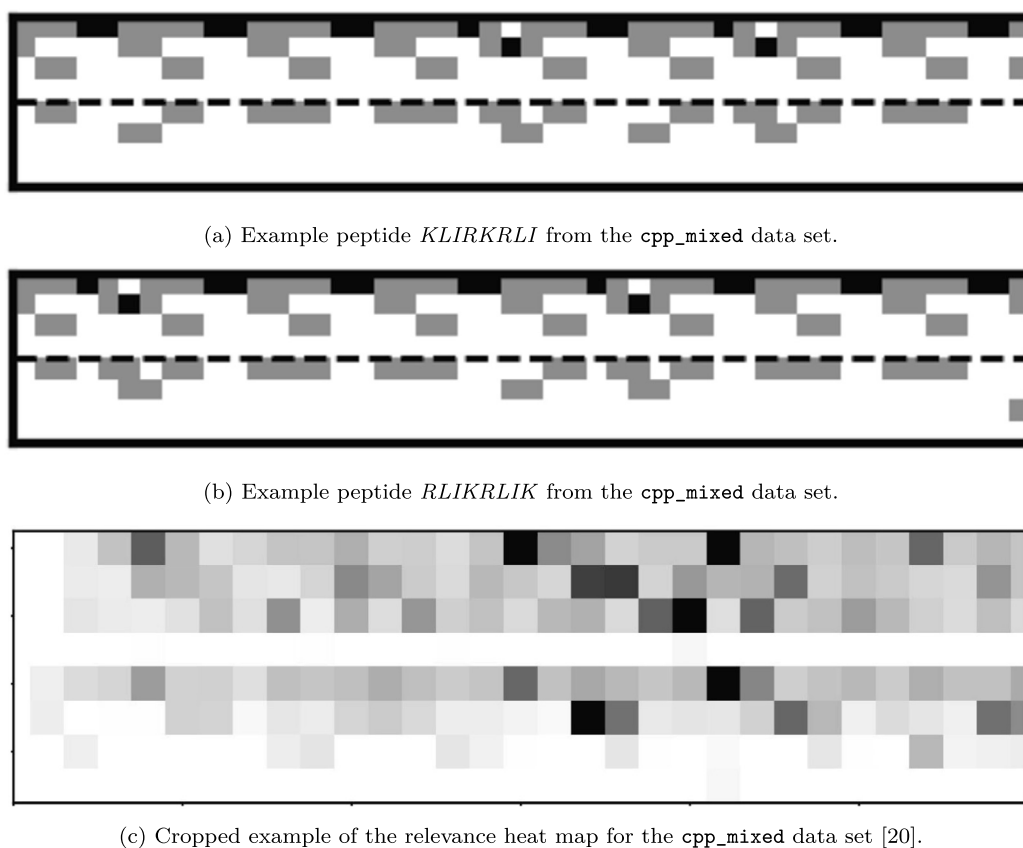 (a) Example peptide KLIRKRLI from the cpp_mixed data set.
(b) Example peptide RLIKRLIK from the cpp_mixed data set.
(c) Cropped example of the relevance heat map for the cpp_mixed data set [20].